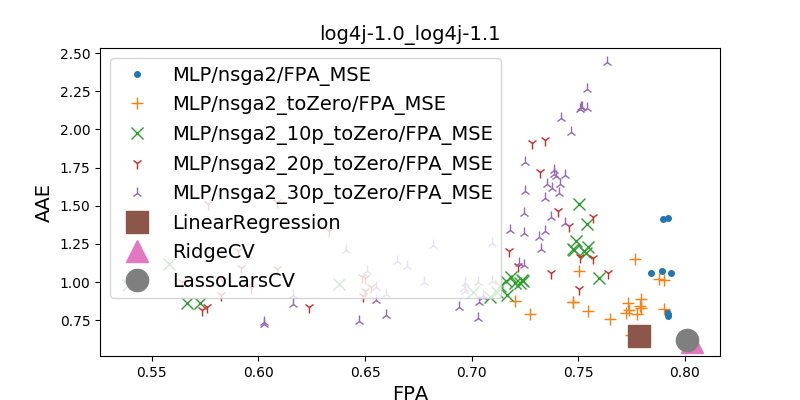 log4j-1.0_log4j-1.1
2.50
2.25
2.00
1.75
1.50
1.25
1.00
0.75
AAE
MLP/nsga2/FPA_MSE
MLP/nsga2_toZero/FPA_MSE
MLP/nsga2_10p_toZero/FPA_MSE
MLP/nsga2_20p_toZero/FPA_MSE
MLP/nsga2_30p_toZero/FPA_MSE
LinearRegression
RidgeCV
LassoLarsCV
0.55 0.60 0.65 0.70 0.75 0.80
FPA